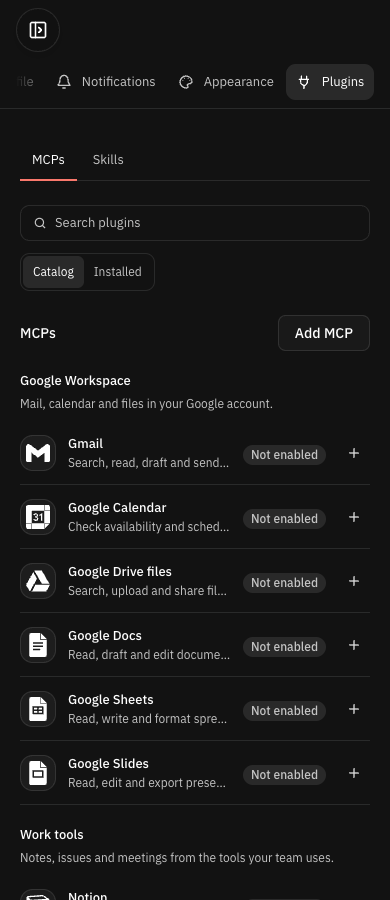 file
Notifications
Appearance
Plugins
MCPs
Skills
Search plugins
Catalog
Installed
MCPs
Add MCP
Google Workspace
Mail, calendar and files in your Google account.
Gmail
Search, read, draft and send...
Not enabled
31
Google Calendar
Check availability and sched...
Not enabled
Google Drive files
Search, upload and share fil...
Not enabled
Google Docs
Read, draft and edit docume...
Not enabled
Google Sheets
Read, write and format spre...
Not enabled
Google Slides
Read, edit and export prese...
Not enabled
Work tools
Notes, issues and meetings from the tools your team uses.
Notion